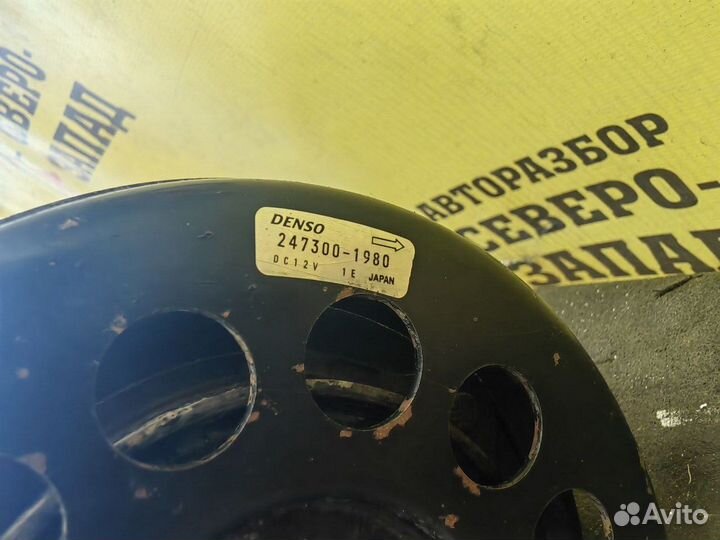 СЕВЕРО-
ЗАПАД
АВТОРАЗБОР
СЕВЕРО-
ЗАПАД
DENSO
247300-1980
DC12V 1E JAPAN
Avito